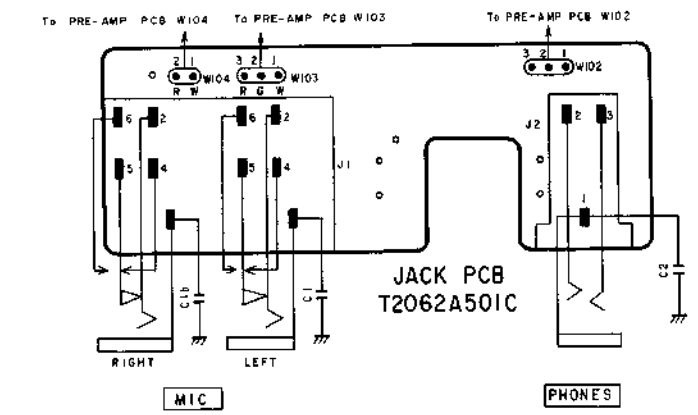 To PRE-AMP PCB W104
To PRE-AMP PCB W103
To PRE-AMP PCB W102
2 1
W104
R W
3 2 1
W103
R G W
3 2 1
W102
6 2
5 4
6 2
5 4
J1
J2
2 3
1
C1b
C1
C2
JACK PCB
T2062A501C
RIGHT
LEFT
MIC
PHONES